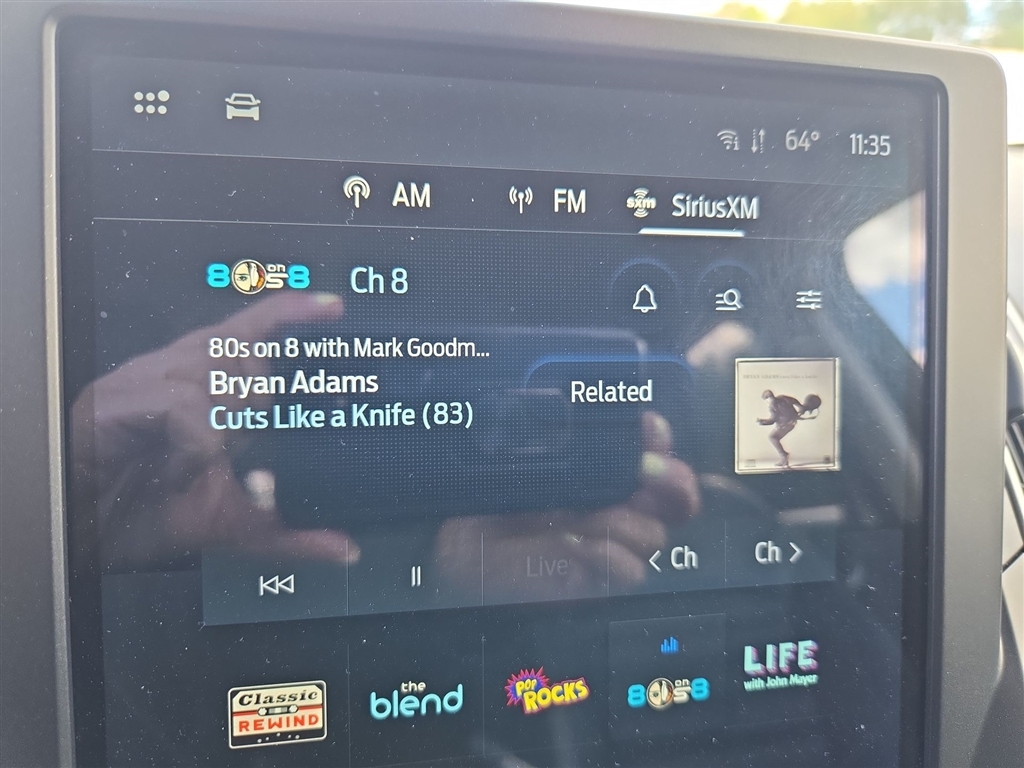 64° 11:35
AM FM sxm SiriusXM
80s on 8 Ch 8
80s on 8 with Mark Goodm...
Bryan Adams
Cuts Like a Knife (83)
Related
BRYAN ADAMS
Live < Ch Ch >
Classic REWIND
the blend
POP ROCKS
80s on 8
LIFE
with John Mayer